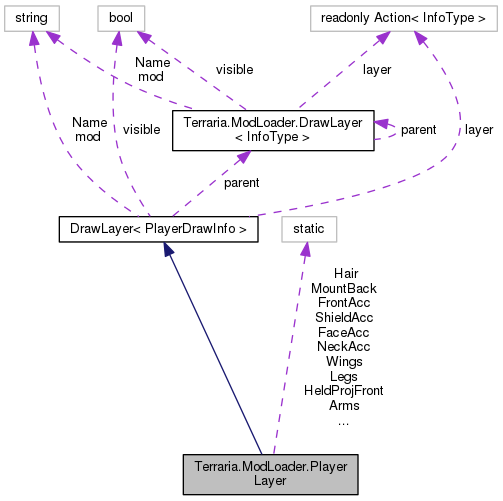 string
bool
readonly Action< InfoType >
Name
mod
visible
layer
Terraria.ModLoader.DrawLayer
< InfoType >
parent
Name
mod
visible
layer
parent
DrawLayer< PlayerDrawInfo >
static
Hair
MountBack
FrontAcc
ShieldAcc
FaceAcc
NeckAcc
Wings
Legs
HeldProjFront
Arms
...
Terraria.ModLoader.Player
Layer